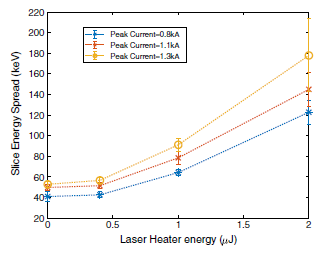 220
200
180
160
140
120
100
80
60
40
20
Slice Energy Spread (keV)
Peak Current=0.8kA
Peak Current=1.1kA
Peak Current=1.3kA
0 0.5 1 1.5 2
Laser Heater energy (μJ)